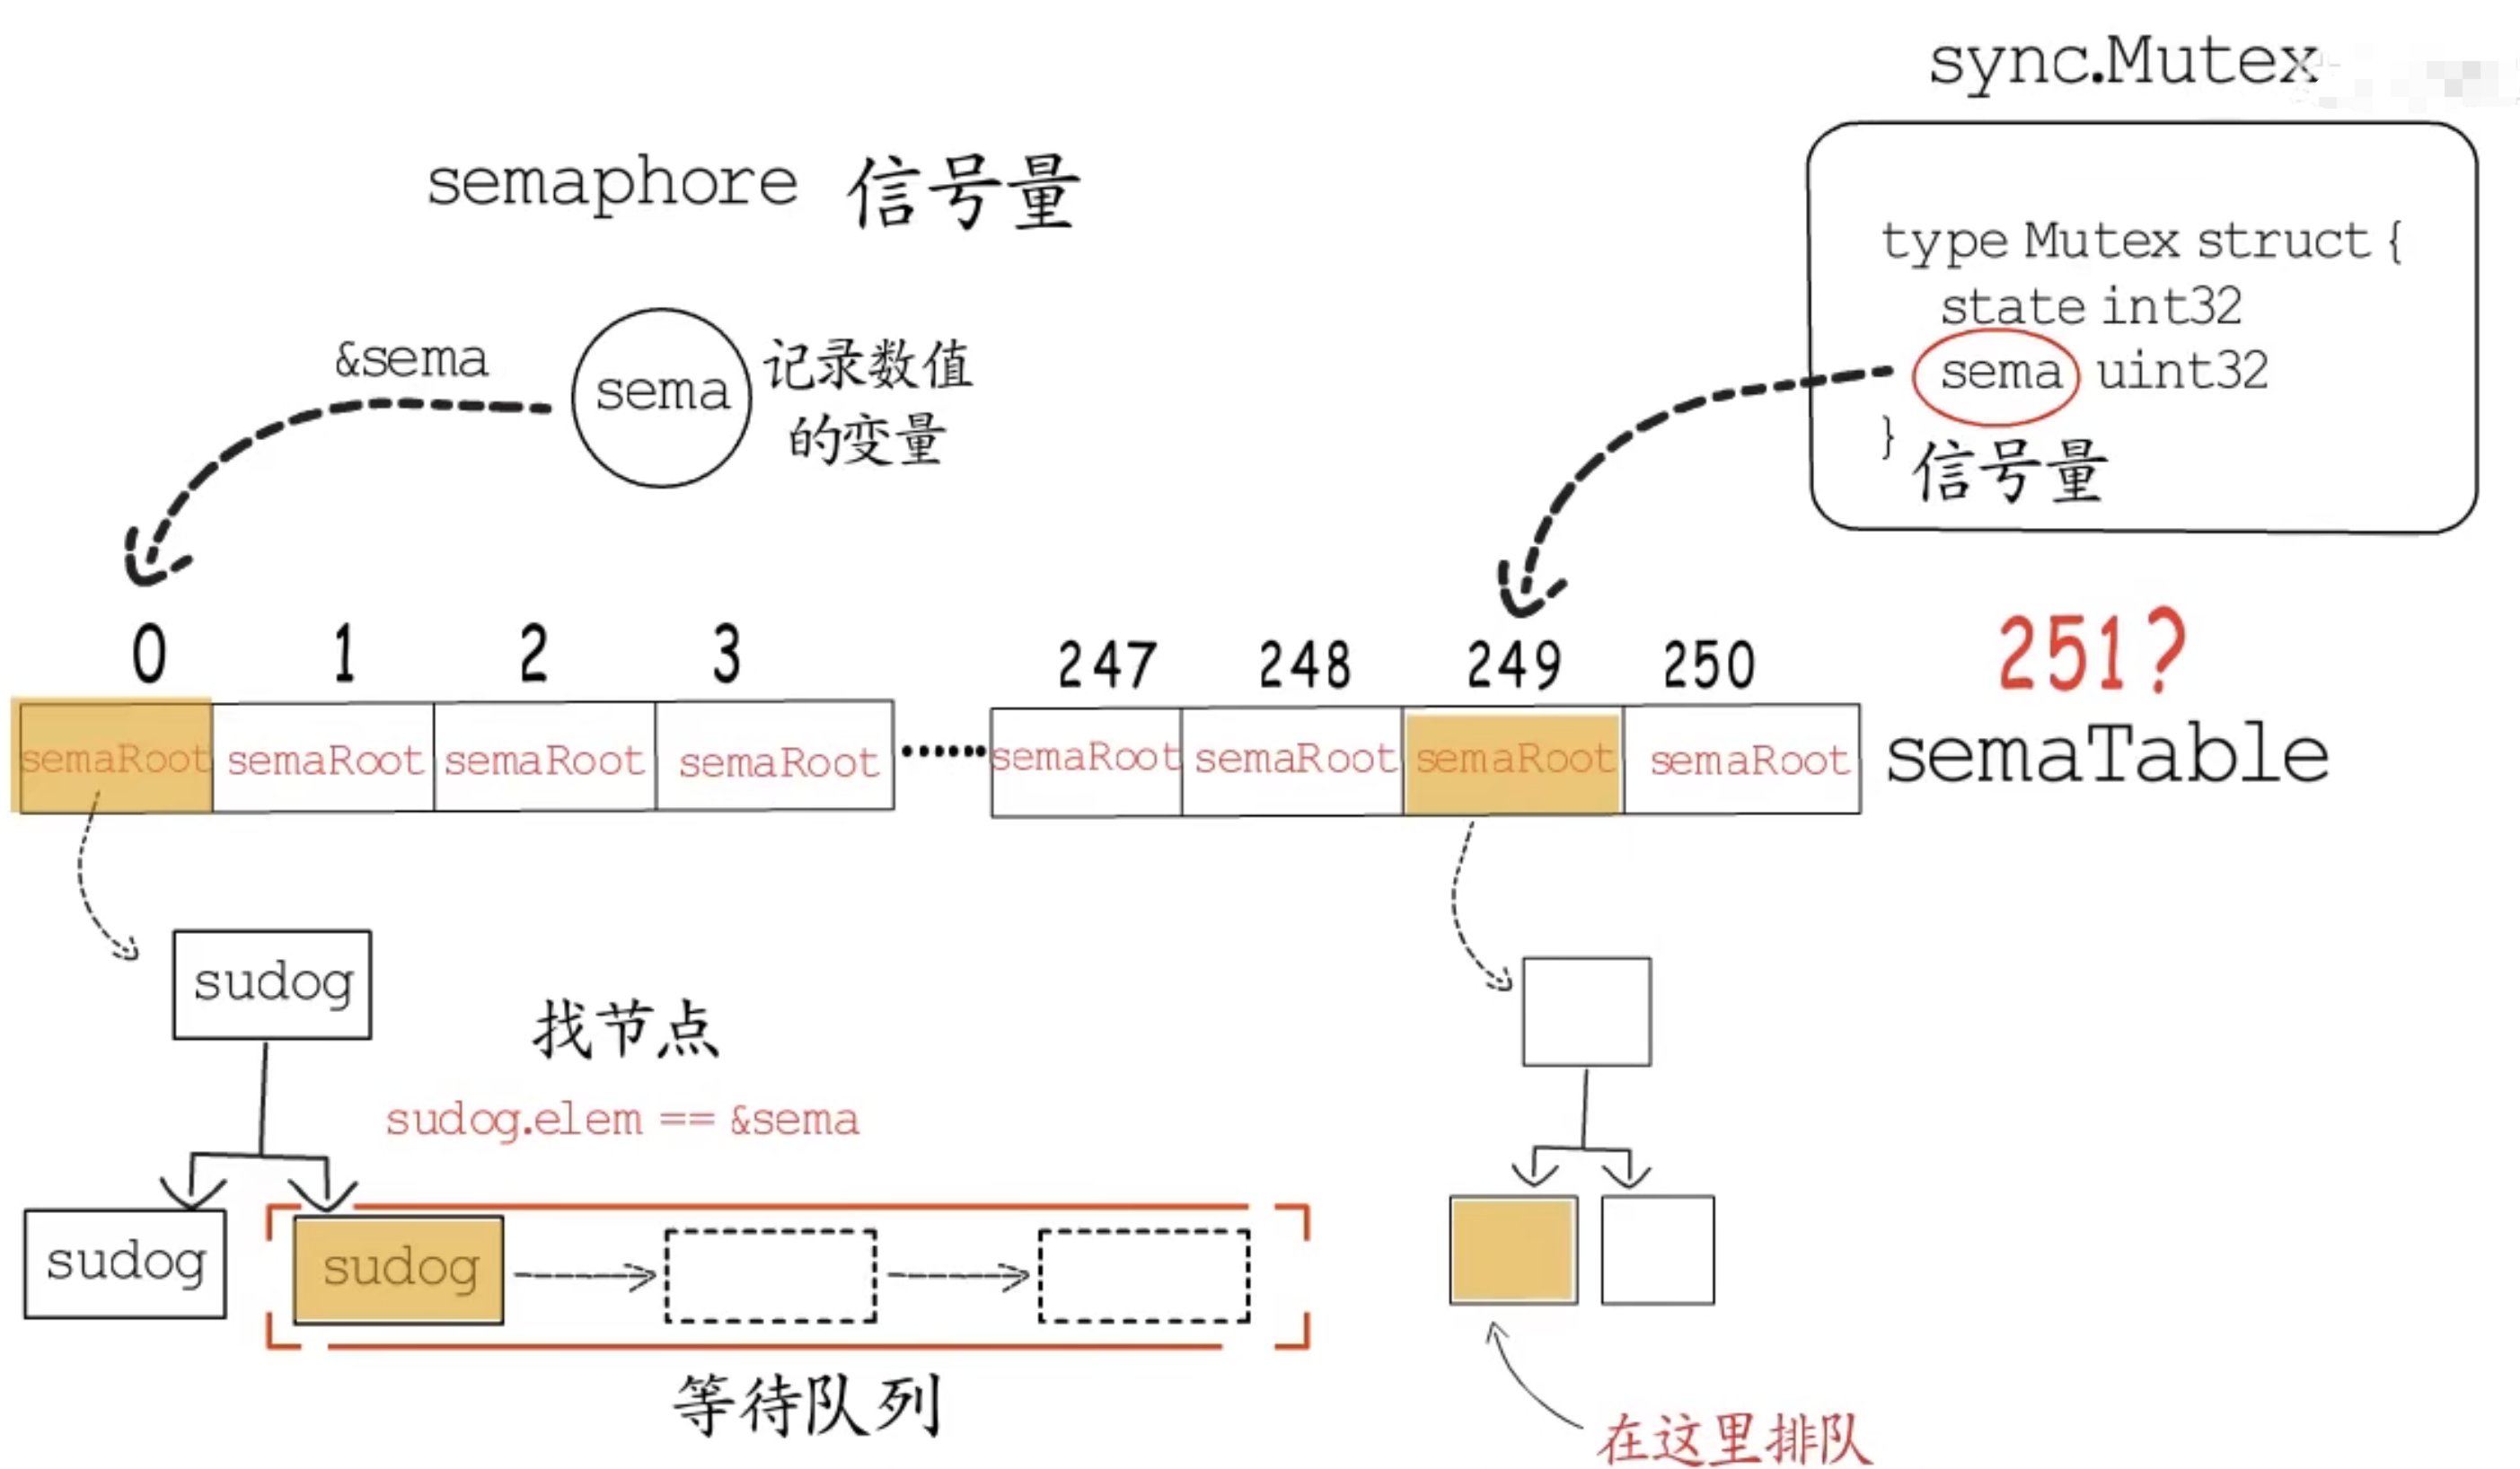 sync.Mutex
semaphore 信号量
type Mutex struct {
state int32
sema uint32
}
信号量
&sema
sema
记录数值
的变量
0 1 2 3 247 248 249 250 251?
semaRoot semaRoot semaRoot semaRoot semaRoot semaRoot semaRoot semaRoot semaTable
sudog
找节点
sudog.elem == &sema
sudog sudog
等待队列
在这里排队